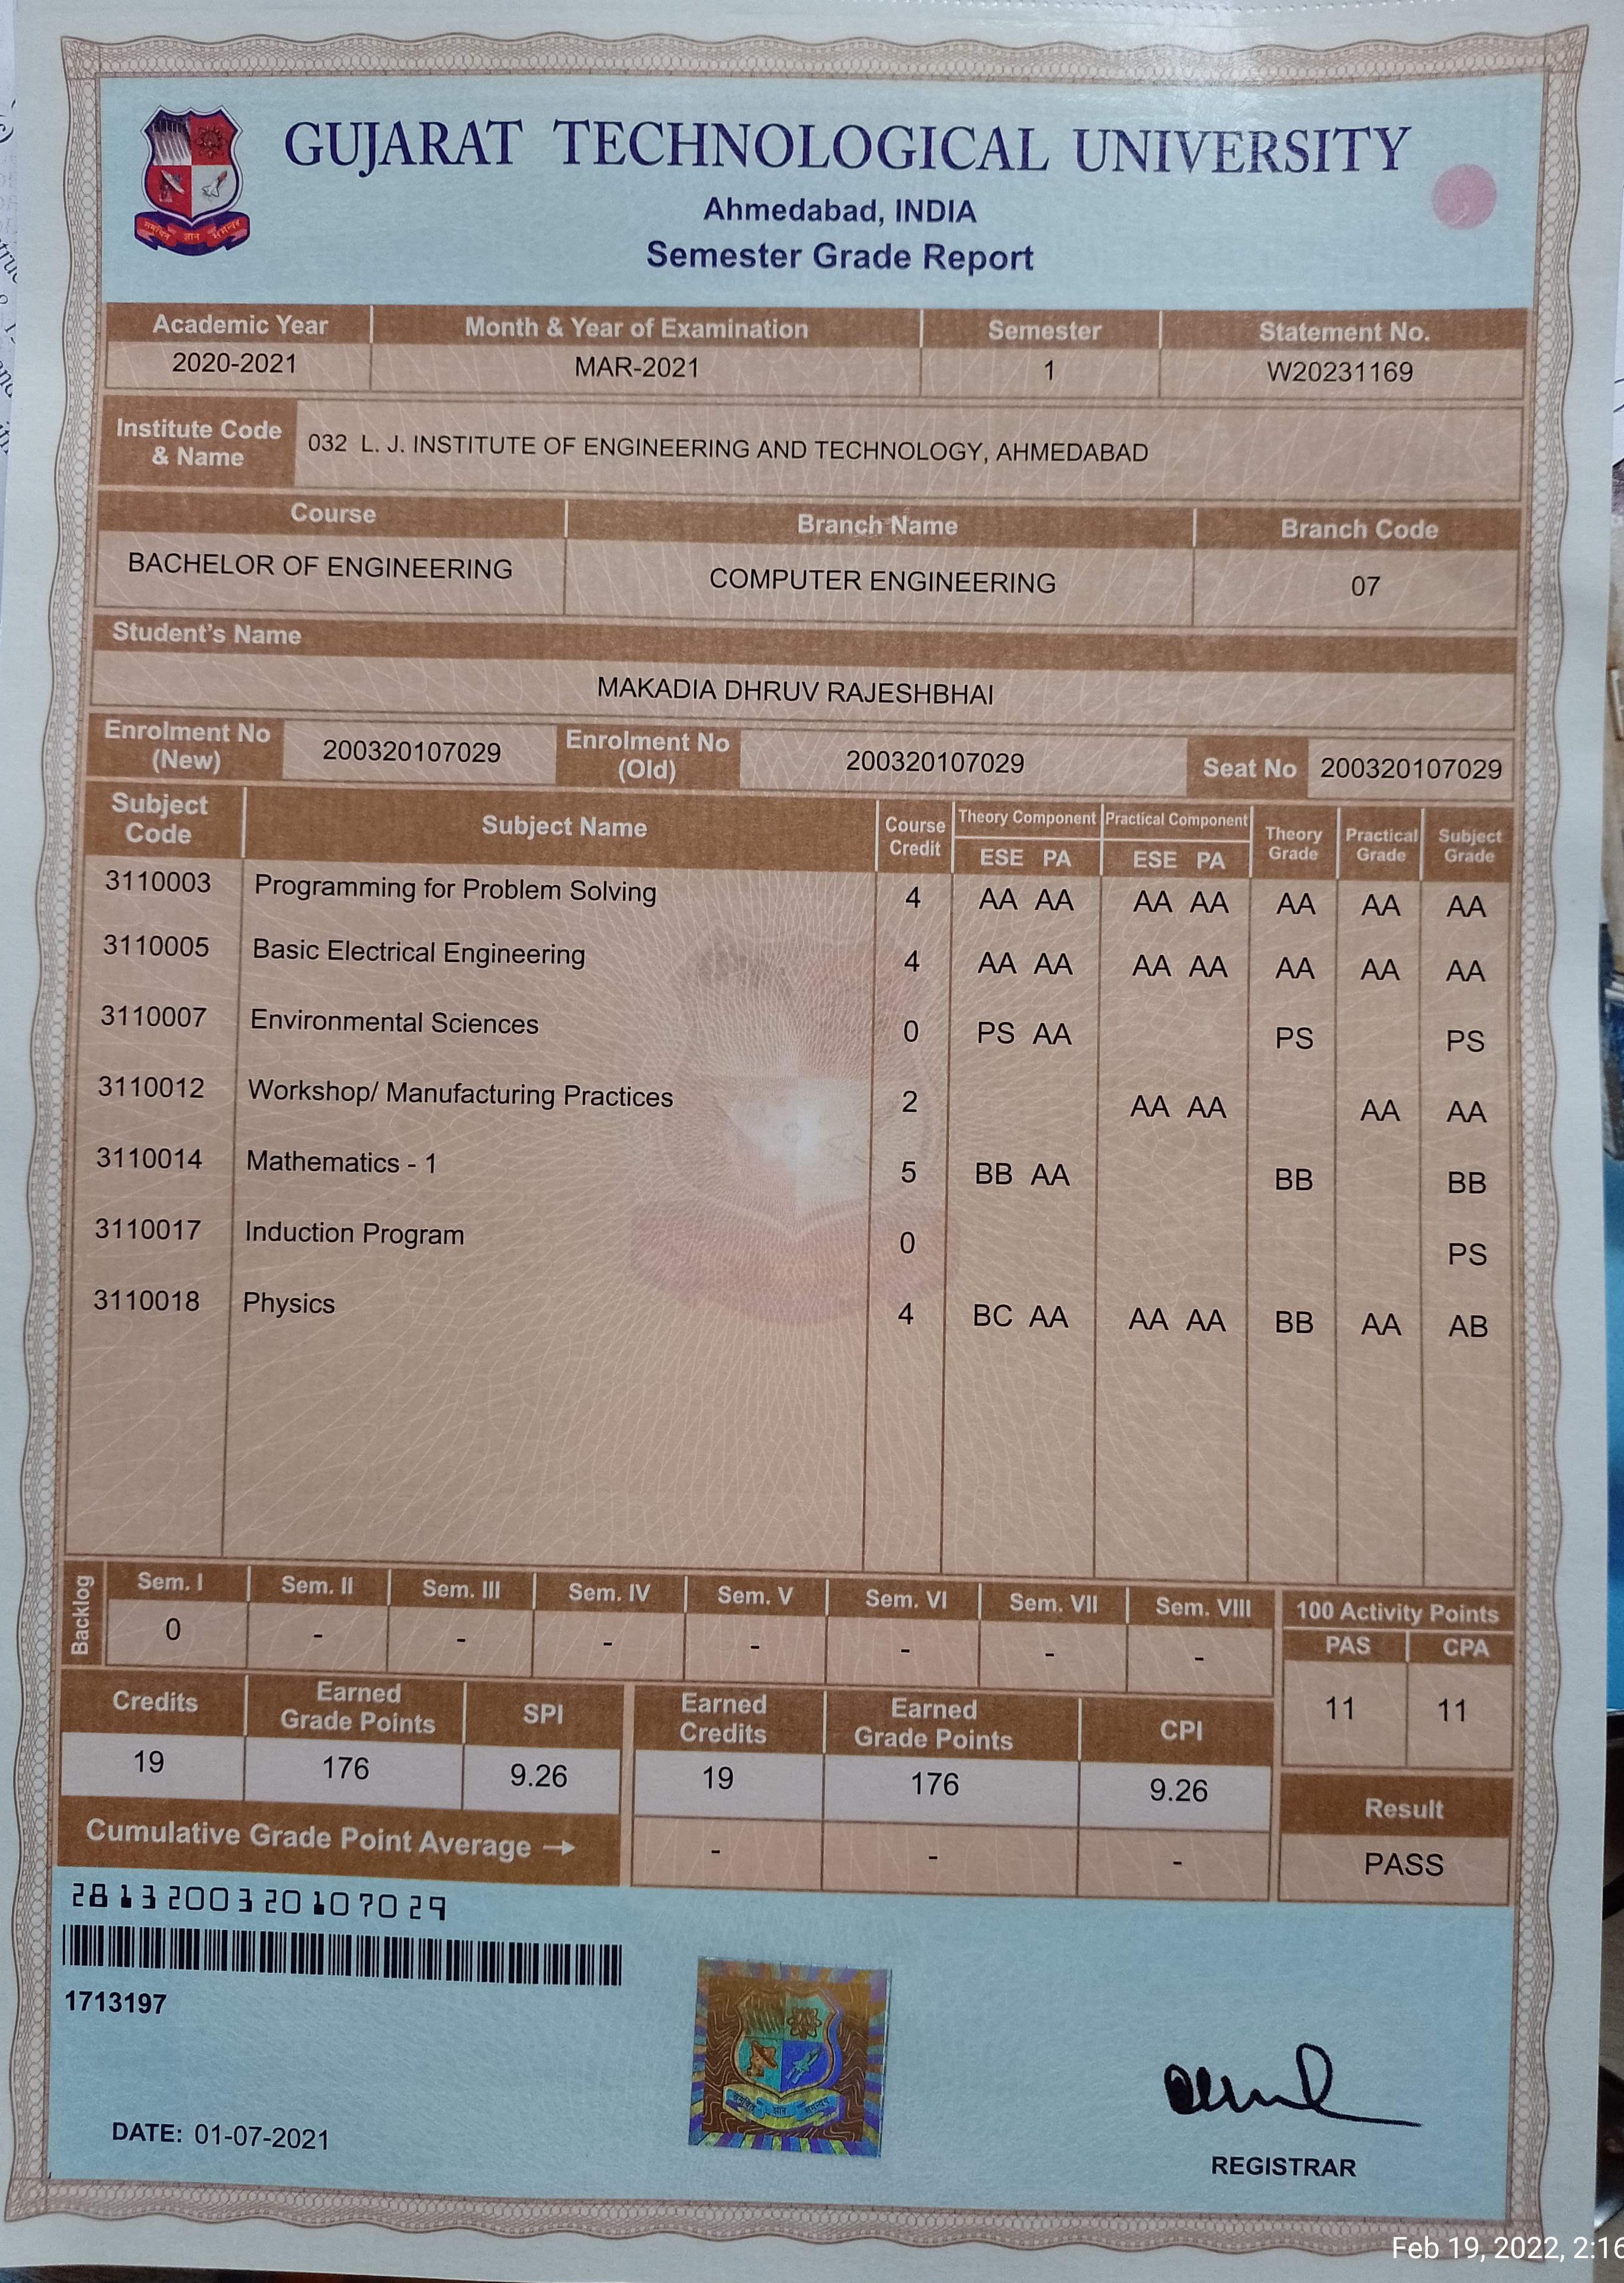 GUJARAT TECHNOLOGICAL UNIVERSITY
Ahmedabad, INDIA
Semester Grade Report
Academic Year Month & Year of Examination Semester Statement No.
2020-2021 MAR-2021 1 W20231169
Institute Code & Name 032 L. J. INSTITUTE OF ENGINEERING AND TECHNOLOGY, AHMEDABAD
Course Branch Name Branch Code
BACHELOR OF ENGINEERING COMPUTER ENGINEERING 07
Student's Name
MAKADIA DHRUV RAJESHBHAI
Enrolment No (New) 200320107029 Enrolment No (Old) 200320107029 Seat No 200320107029
Subject Code Subject Name Course Credit Theory Component Practical Component Theory Grade Practical Grade Subject Grade
ESE PA ESE PA
3110003 Programming for Problem Solving 4 AA AA AA AA AA AA AA
3110005 Basic Electrical Engineering 4 AA AA AA AA AA AA AA
3110007 Environmental Sciences 0 PS AA PS PS
3110012 Workshop/ Manufacturing Practices 2 AA AA AA AA
3110014 Mathematics - 1 5 BB AA BB BB
3110017 Induction Program 0 PS
3110018 Physics 4 BC AA AA AA BB AA AB
Backlog Sem. I Sem. II Sem. III Sem. IV Sem. V Sem. VI Sem. VII Sem. VIII
0 - - - - - - -
100 Activity Points
PAS CPA
11 11
Credits Earned Grade Points SPI Earned Credits Earned Grade Points CPI
19 176 9.26 19 176 9.26
Cumulative Grade Point Average → - - -
Result
PASS
2813200320107029
1713197
DATE: 01-07-2021
REGISTRAR
Feb 19, 2022, 2:16